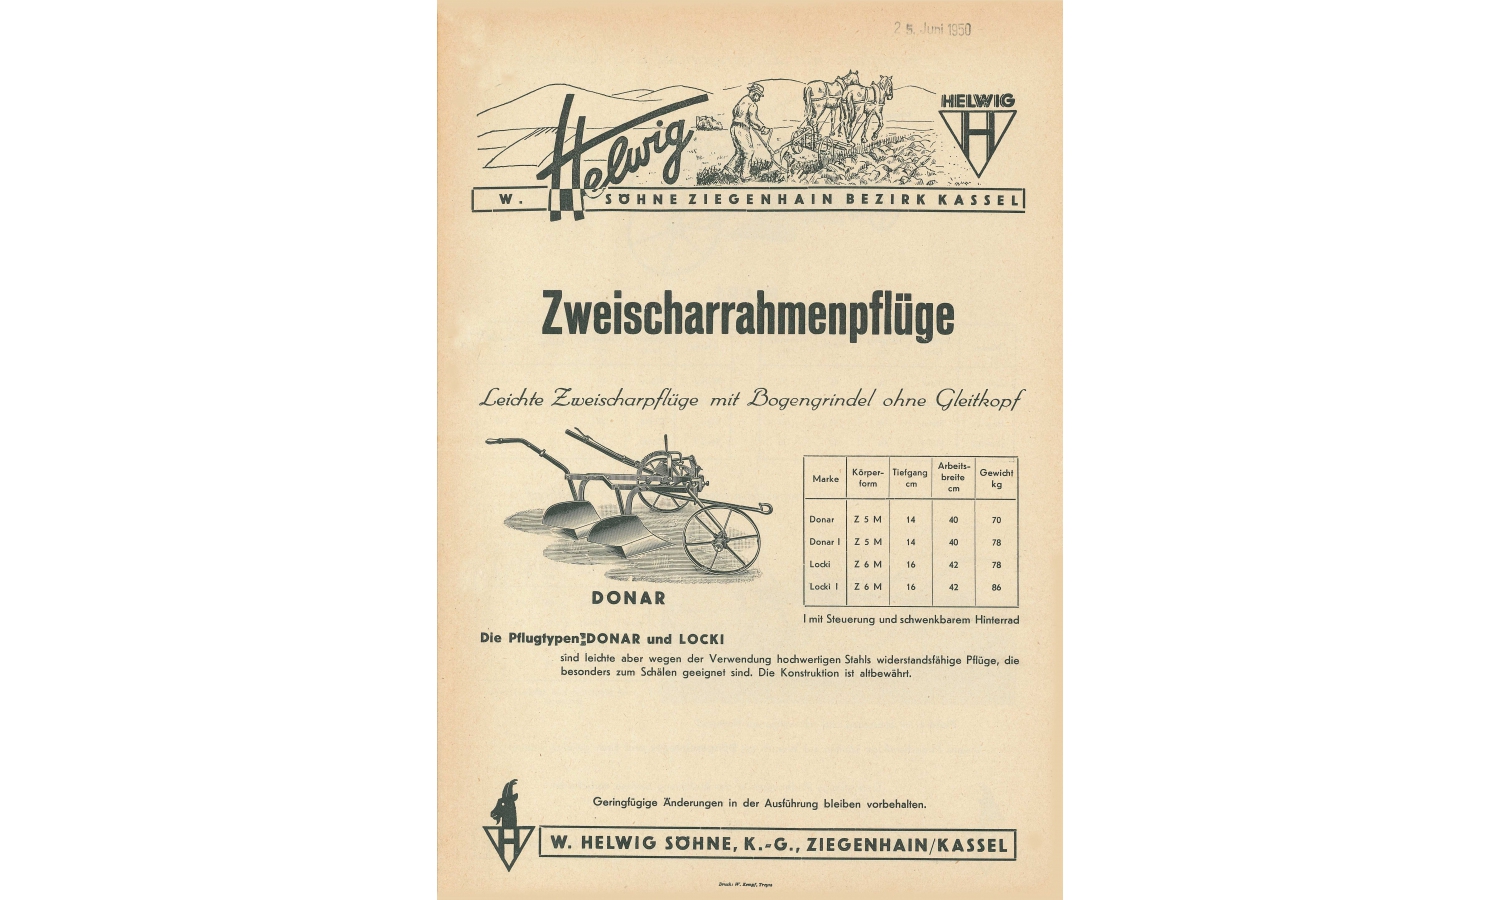 25. Juni 1950
Helwig
HELWIG
H
W. SÖHNE ZIEGENHAIN BEZIRK KASSEL
Zweischarrahmenpflüge
Leichte Zweischarpflüge mit Bogengrindel ohne Gleitkopf
Marke Körper-form Tiefgang cm Arbeits-breite cm Gewicht kg
Donar Z 5 M 14 40 70
Donar I Z 5 M 14 40 78
Locki Z 6 M 16 42 78
Locki I Z 6 M 16 42 86
I mit Steuerung und schwenkbarem Hinterrad
DONAR
Die Pflugtypen DONAR und LOCKI
sind leichte aber wegen der Verwendung hochwertigen Stahls widerstandsfähige Pflüge, die
besonders zum Schälen geeignet sind. Die Konstruktion ist altbewährt.
Geringfügige Änderungen in der Ausführung bleiben vorbehalten.
H
W. HELWIG SÖHNE, K.-G., ZIEGENHAIN/KASSEL
Druck: W. Kempf, Treysa